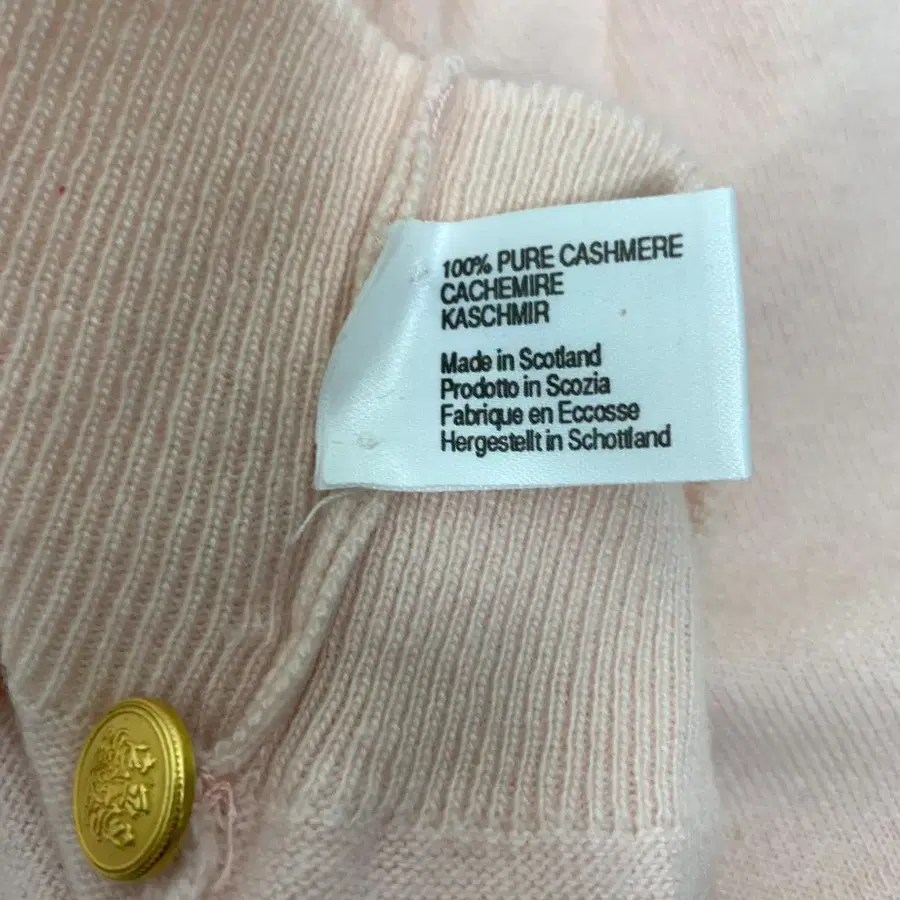 100% PURE CASHMERE
CACHEMIRE
KASCHMIR
Made in Scotland
Prodotto in Scozia
Fabrique en Eccosse
Hergestellt in Schottland